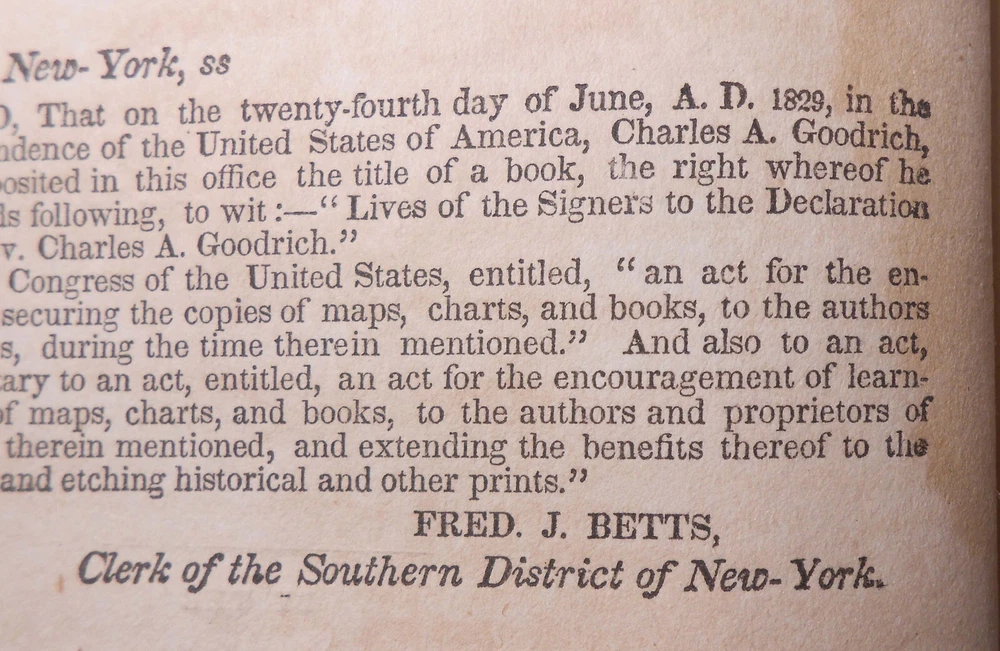 New-York, ss
That on the twenty-fourth day of June, A. D. 1829, in the
of the United States of America, Charles A. Goodrich,
in this office the title of a book, the right whereof he
following, to wit:—“Lives of the Signers to the Declaration
v. Charles A. Goodrich.”
Congress of the United States, entitled, “an act for the en-
securing the copies of maps, charts, and books, to the authors
s, during the time therein mentioned.” And also to an act,
tary to an act, entitled, an act for the encouragement of learn-
of maps, charts, and books, to the authors and proprietors of
therein mentioned, and extending the benefits thereof to the
and etching historical and other prints.”
FRED. J. BETTS,
Clerk of the Southern District of New-York.